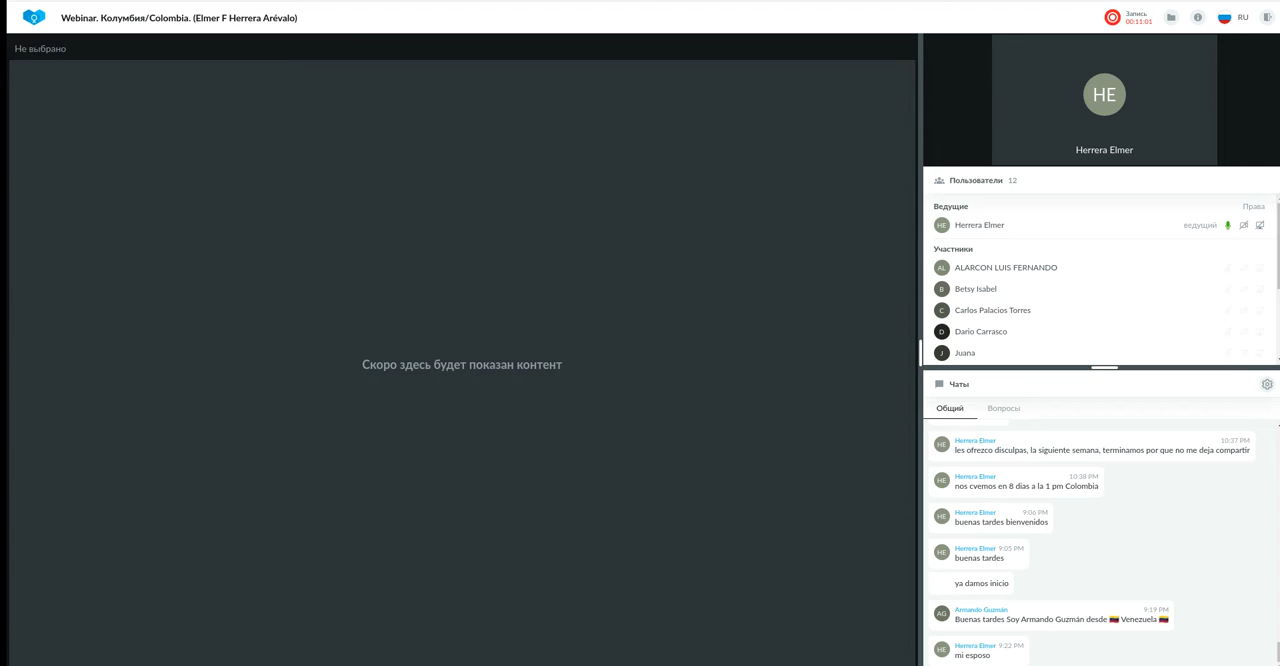 Webinar. Колумбия/Colombia. (Elmer F Herrera Arévalo)
Запись
00:11:01
RU
Не выбрано
Скоро здесь будет показан контент
HE
Herrera Elmer
Пользователи 12
Ведущие Права
HE Herrera Elmer ведущий
Участники
AL ALARCON LUIS FERNANDO
B Betsy Isabel
C Carlos Palacios Torres
D Dario Carrasco
J Juana
Чаты
Общий Вопросы
HE Herrera Elmer 10:37 PM
les ofrezco disculpas, la siguiente semana, terminamos por que no me deja compartir
HE Herrera Elmer 10:38 PM
nos cvemos en 8 dias a la 1 pm Colombia
HE Herrera Elmer 9:06 PM
buenas tardes bienvenidos
HE Herrera Elmer 9:05 PM
buenas tardes
ya damos inicio
AG Armando Guzmán 9:19 PM
Buenas tardes Soy Armando Guzmán desde 🇻🇪 Venezuela 🇻🇪
HE Herrera Elmer 9:22 PM
mi esposo